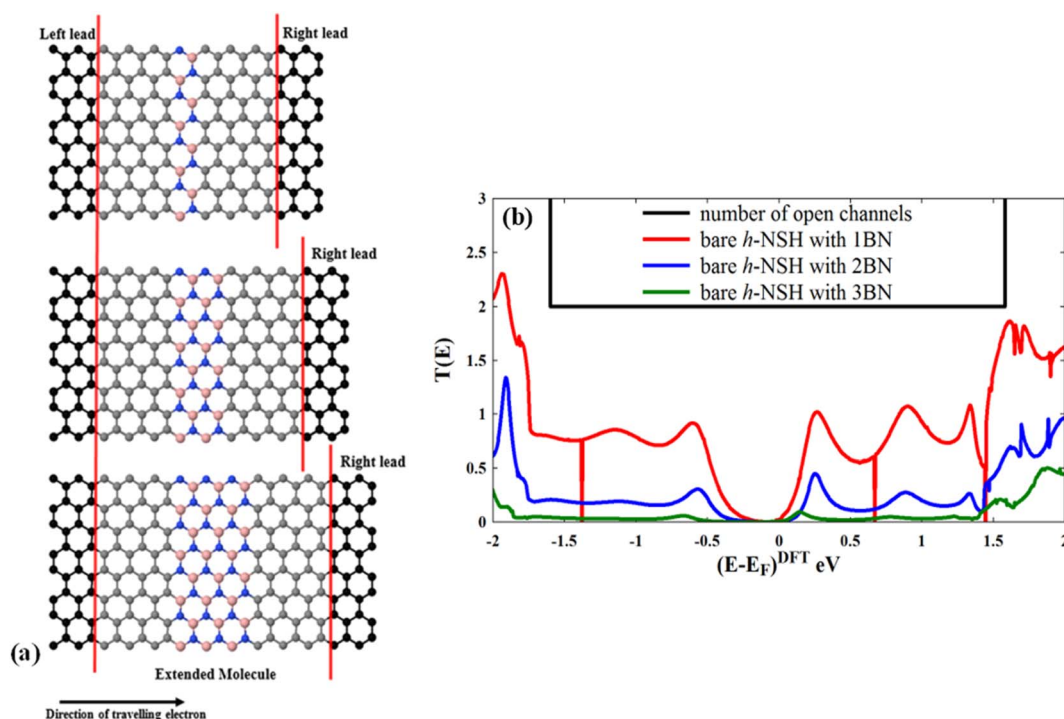 Left lead
Right lead
Right lead
Right lead
(a)
Extended Molecule
Direction of travelling electron
(b)
number of open channels
bare h-NSH with 1BN
bare h-NSH with 2BN
bare h-NSH with 3BN
T(E)
3
2.5
2
1.5
1
0.5
0
-2 -1.5 -1 -0.5 0 0.5 1 1.5 2
(E-E_F)^DFT eV